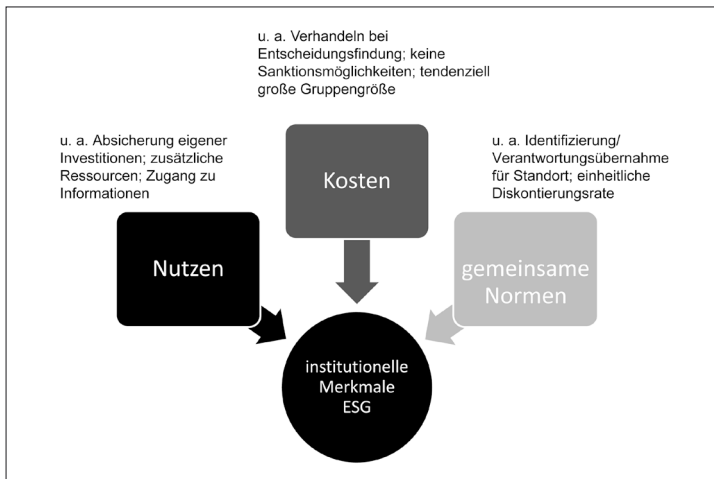 u. a. Verhandeln bei
Entscheidungsfindung; keine
Sanktionsmöglichkeiten; tendenziell
große Gruppengröße
u. a. Absicherung eigener
Investitionen; zusätzliche
Ressourcen; Zugang zu
Informationen
u. a. Identifizierung/
Verantwortungsübernahme
für Standort; einheitliche
Diskontierungsrate
Kosten
Nutzen
gemeinsame
Normen
institutionelle
Merkmale
ESG